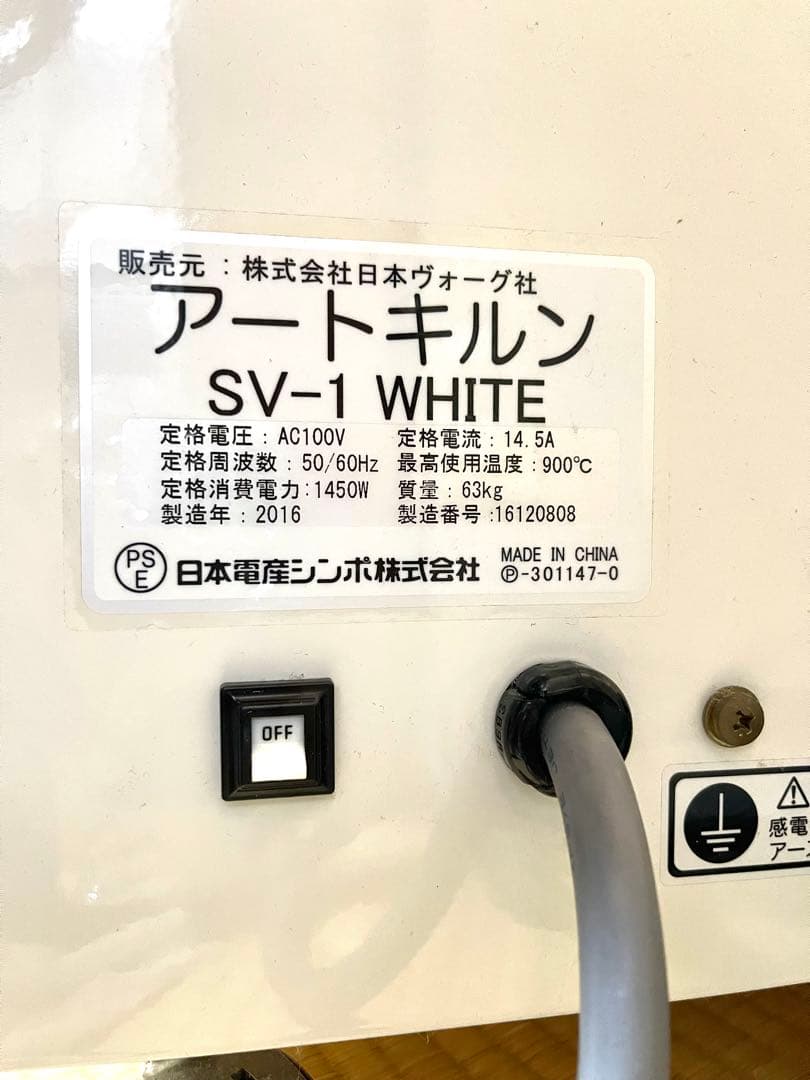 販売元：株式会社日本ヴォーグ社
アートキルン
SV-1 WHITE
定格電圧：AC100V 定格電流：14.5A
定格周波数：50/60Hz 最高使用温度：900℃
定格消費電力：1450W 質量：63kg
製造年：2016 製造番号：16120808
PSE 日本電産シンポ株式会社 MADE IN CHINA
Ⓟ-301147-0
OFF
感電
アース